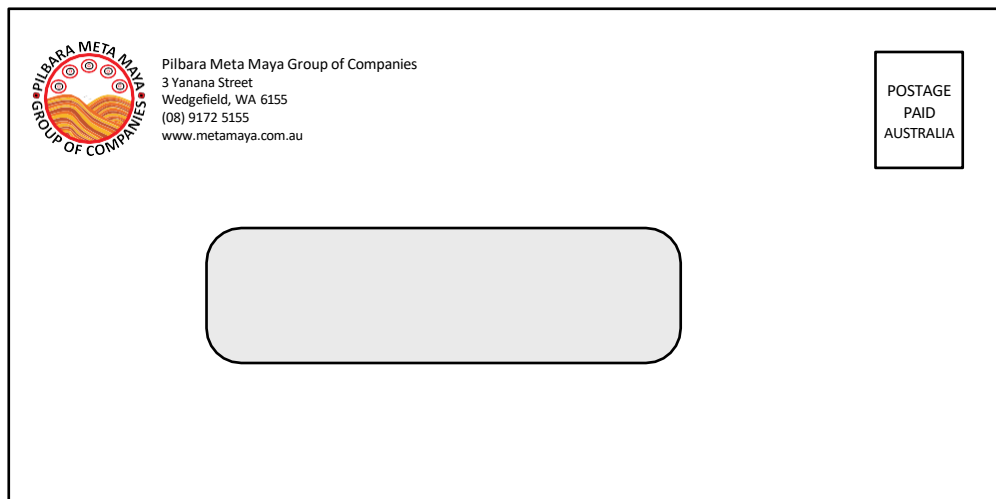 PILBARA META MAYA
GROUP OF COMPANIES
Pilbara Meta Maya Group of Companies
3 Yanana Street
Wedgefield, WA 6155
(08) 9172 5155
www.metamaya.com.au
POSTAGE
PAID
AUSTRALIA